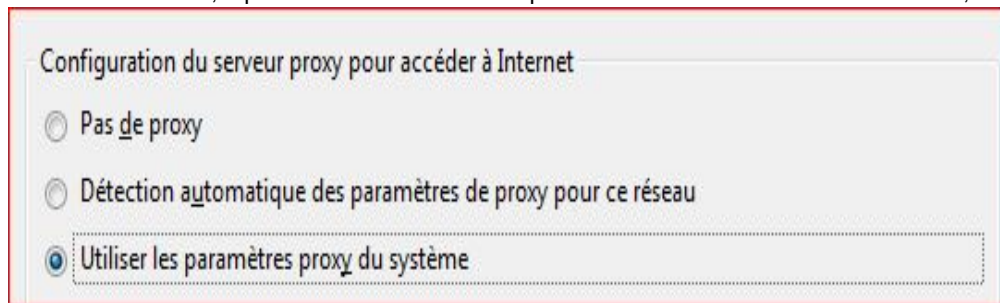 Configuration du serveur proxy pour accéder à Internet
Pas de proxy
Détection automatique des paramètres de proxy pour ce réseau
Utiliser les paramètres proxy du système